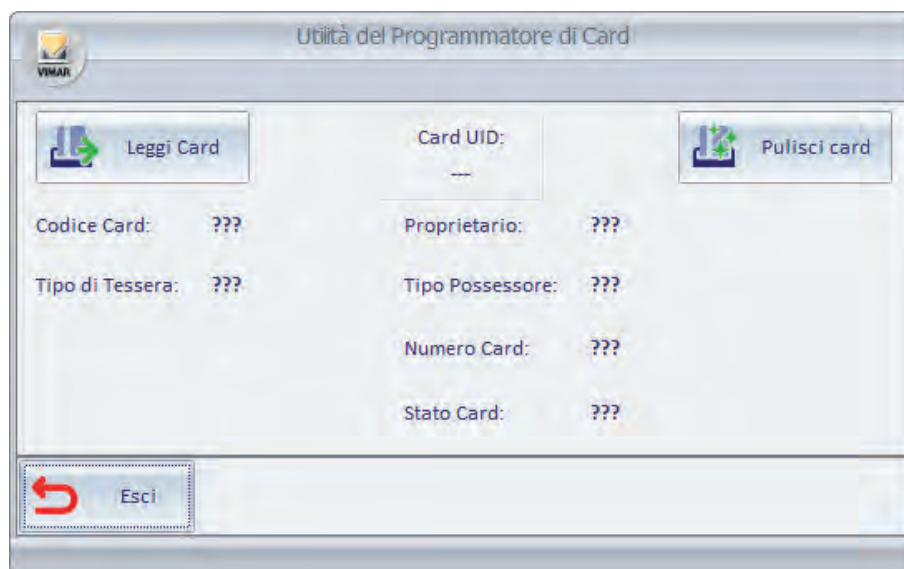 Utilità del Programmatore di Card
VIMAR
Leggi Card
Card UID:
---
Pulisci card
Codice Card: ???
Proprietario: ???
Tipo di Tessera: ???
Tipo Possessore: ???
Numero Card: ???
Stato Card: ???
Esci